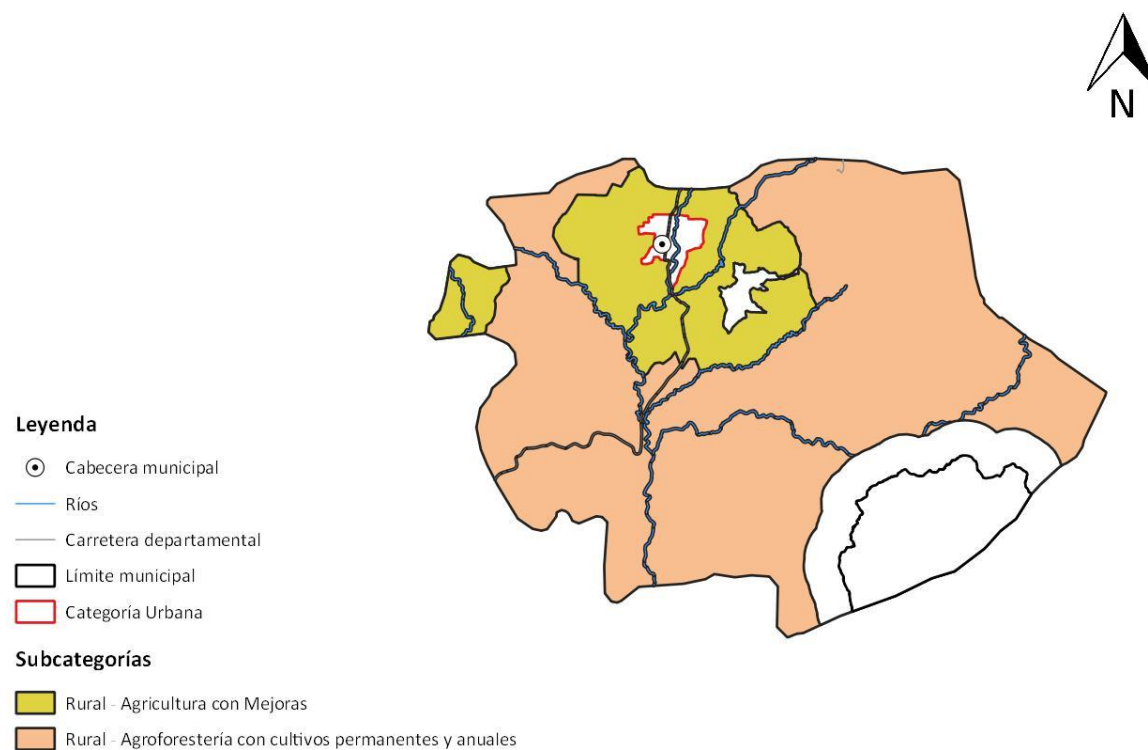 N
Leyenda
Cabecera municipal
Ríos
Carretera departamental
Límite municipal
Categoría Urbana
Subcategorías
Rural - Agricultura con Mejoras
Rural - Agroforestería con cultivos permanentes y anuales